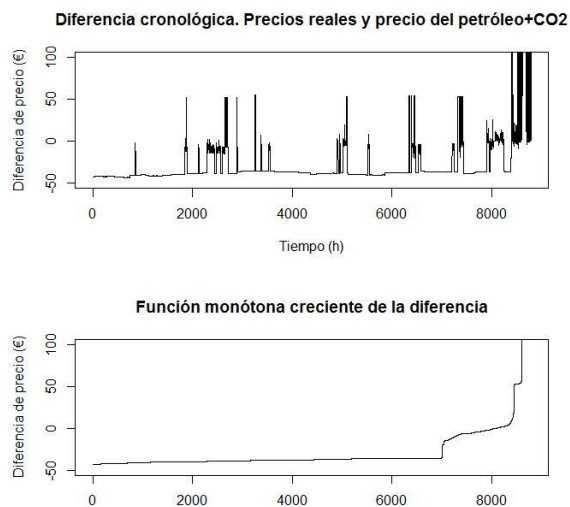 Diferencia cronológica. Precios reales y precio del petróleo+CO2
Diferencia de precio (€)
100
50
0
-50
0 2000 4000 6000 8000
Tiempo (h)
Función monótona creciente de la diferencia
Diferencia de precio (€)
100
50
0
-50
0 2000 4000 6000 8000